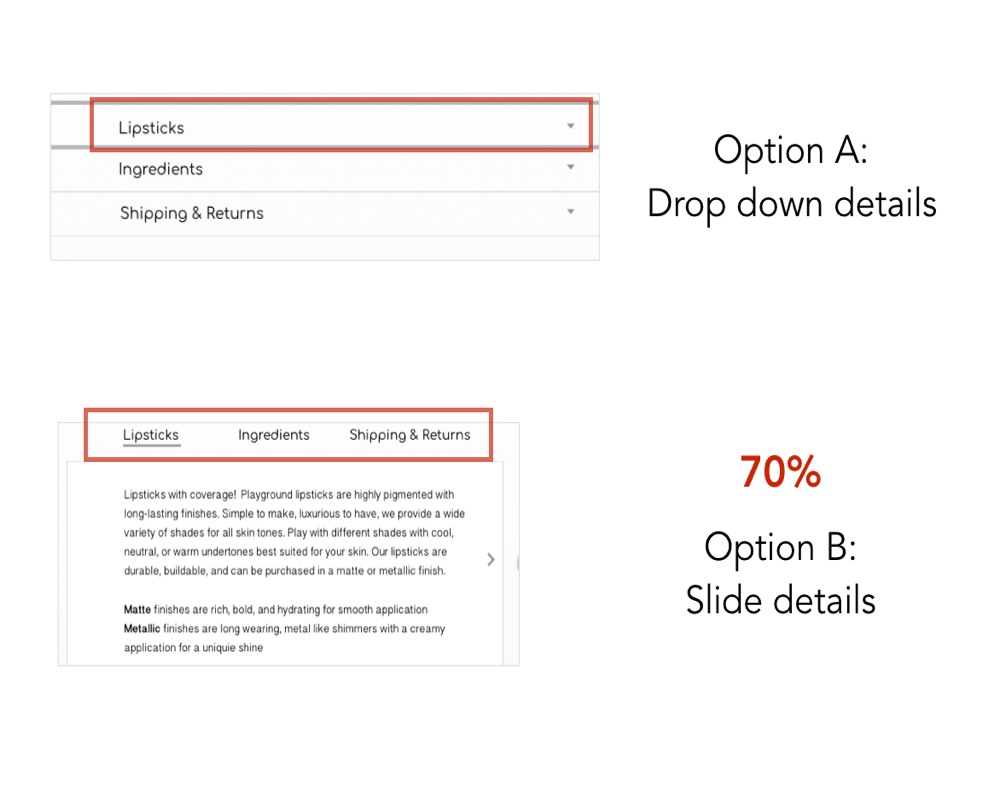 Lipsticks
Ingredients
Shipping & Returns
Option A:
Drop down details
Lipsticks Ingredients Shipping & Returns
Lipsticks with coverage! Playground lipsticks are highly pigmented with
long-lasting finishes. Simple to make, luxurious to have, we provide a wide
variety of shades for all skin tones. Play with different shades with cool,
neutral, or warm undertones best suited for your skin. Our lipsticks are
durable, buildable, and can be purchased in a matte or metallic finish.
Matte finishes are rich, bold, and hydrating for smooth application
Metallic finishes are long wearing, metal like shimmers with a creamy
application for a uniquie shine
70%
Option B:
Slide details